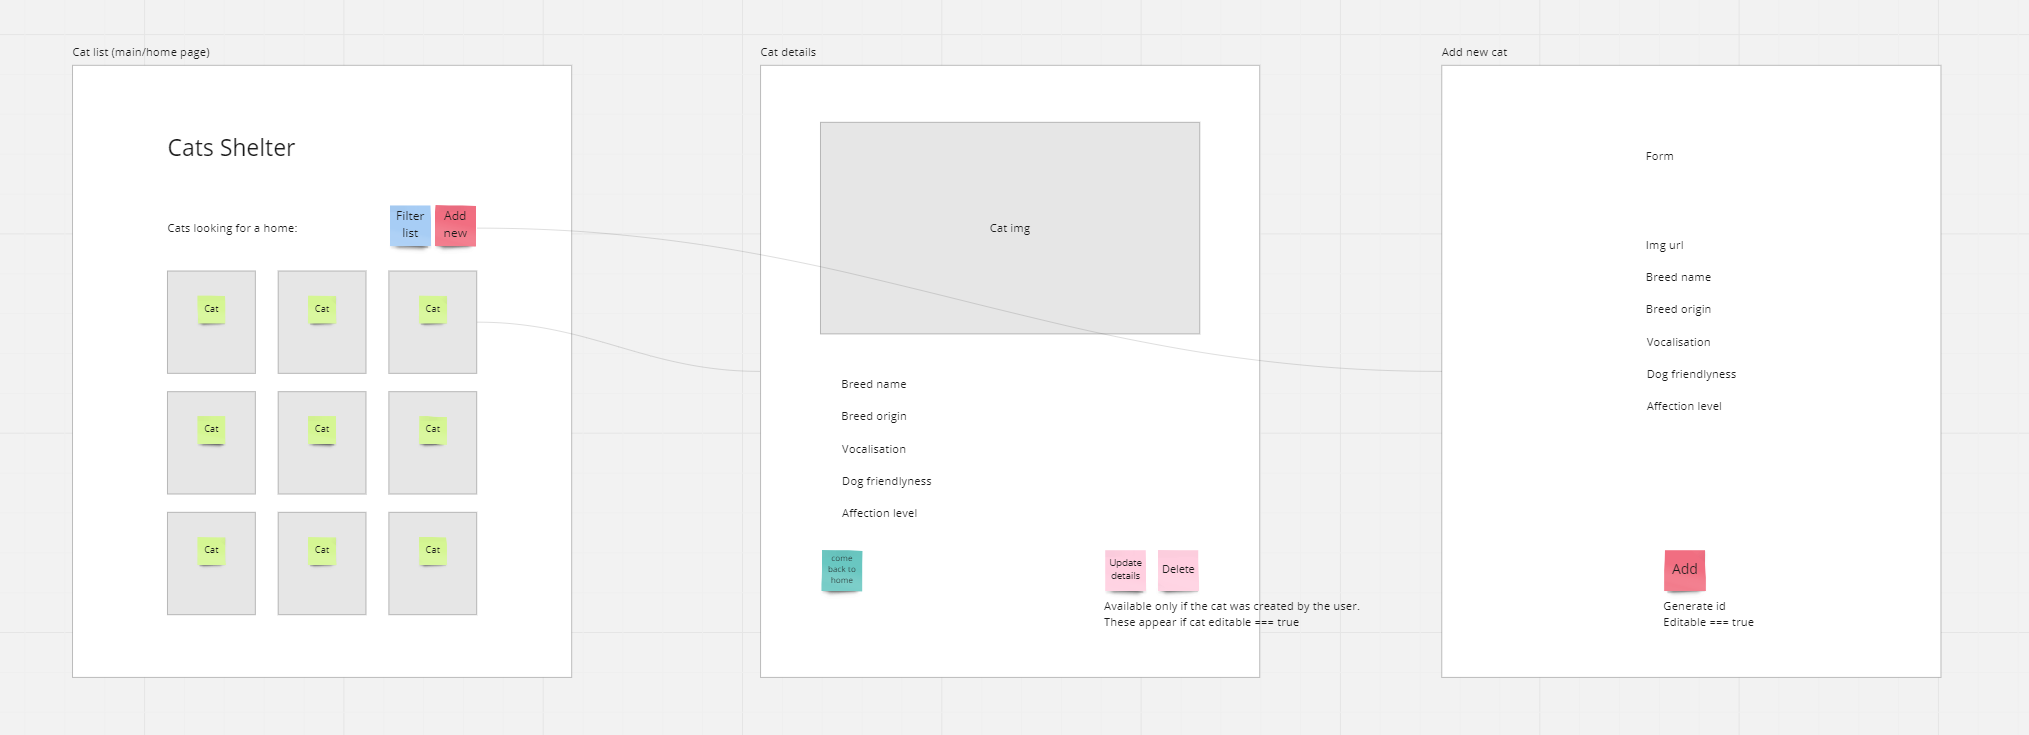 Cat list (main/home page)
Cats Shelter
Cats looking for a home:
Filter
list
Add
new
Cat
Cat
Cat
Cat
Cat
Cat
Cat
Cat
Cat
Cat details
Cat img
Breed name
Breed origin
Vocalisation
Dog friendlyness
Affection level
come
back to
home
Update
details
Delete
Available only if the cat was created by the user.
These appear if cat editable === true
Add new cat
Form
Img url
Breed name
Breed origin
Vocalisation
Dog friendlyness
Affection level
Add
Generate id
Editable === true